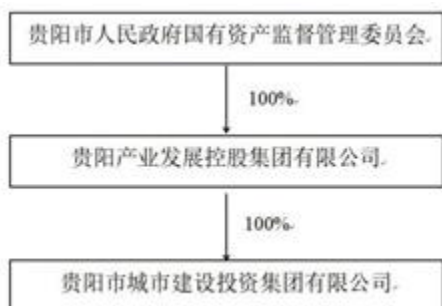 贵阳市人民政府国有资产监督管理委员会
100%
贵阳产业发展控股集团有限公司
100%
贵阳市城市建设投资集团有限公司